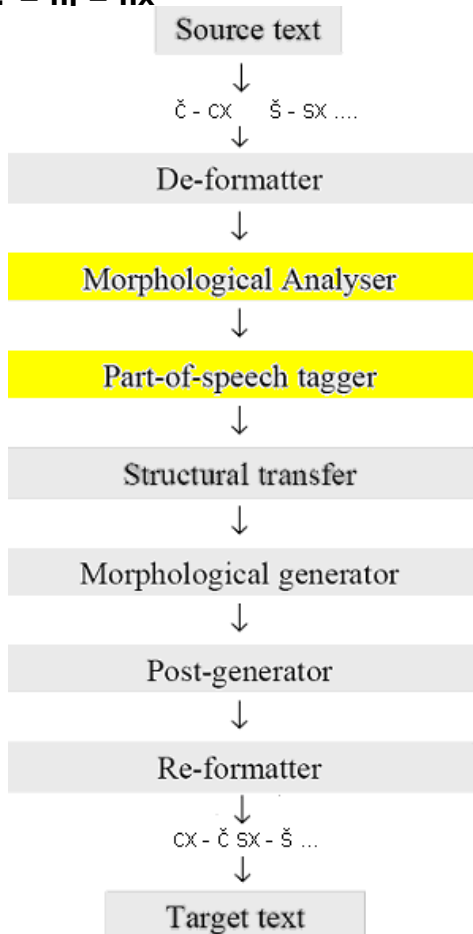 Source text
↓
Č - CX Š - SX ....
↓
De-formatter
↓
Morphological Analyser
↓
Part-of-speech tagger
↓
Structural transfer
↓
Morphological generator
↓
Post-generator
↓
Re-formatter
↓
CX - Č SX - Š ...
↓
Target text